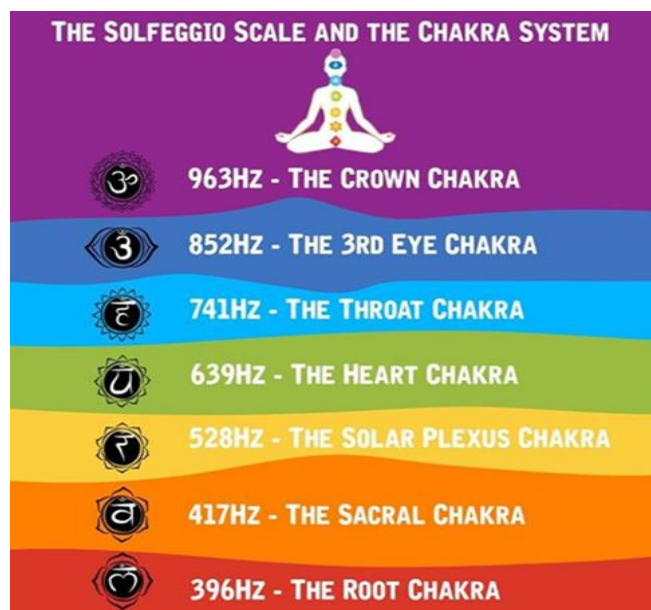 The Solfeggio Scale and the Chakra System
ॐ 963Hz - The Crown Chakra
ॐ 852Hz - The 3rd Eye Chakra
हं 741Hz - The Throat Chakra
यं 639Hz - The Heart Chakra
रं 528Hz - The Solar Plexus Chakra
वं 417Hz - The Sacral Chakra
लं 396Hz - The Root Chakra